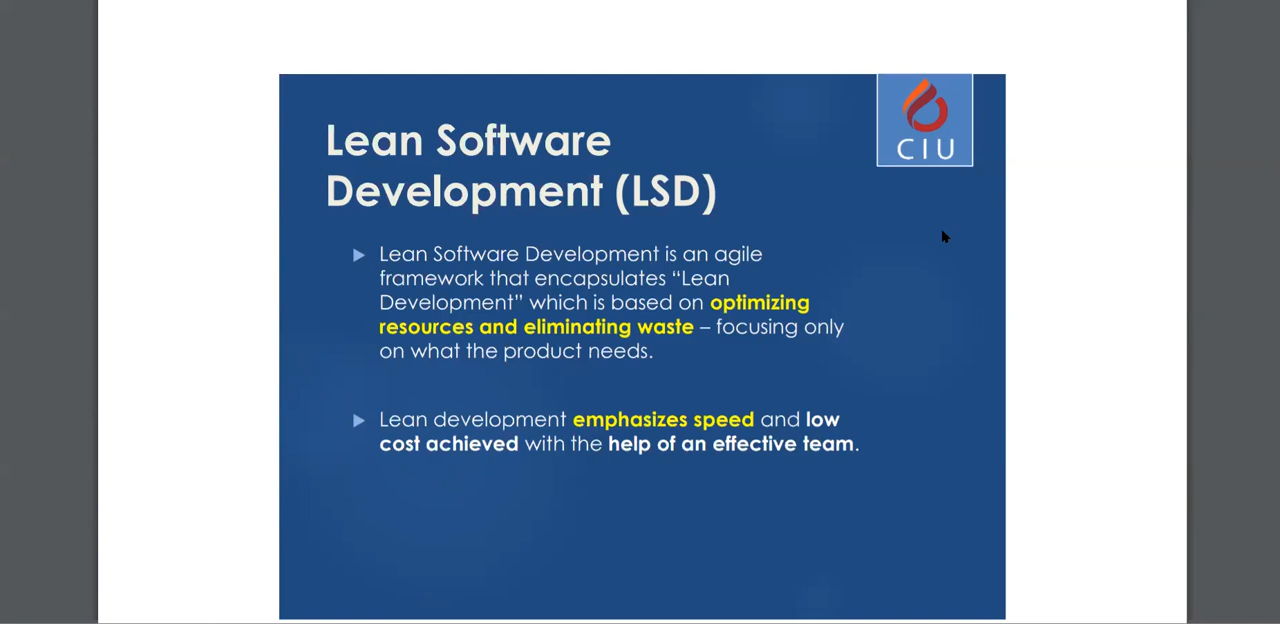 Lean Software
Development (LSD)
CIU
Lean Software Development is an agile
framework that encapsulates “Lean
Development” which is based on optimizing
resources and eliminating waste – focusing only
on what the product needs.
Lean development emphasizes speed and low
cost achieved with the help of an effective team.